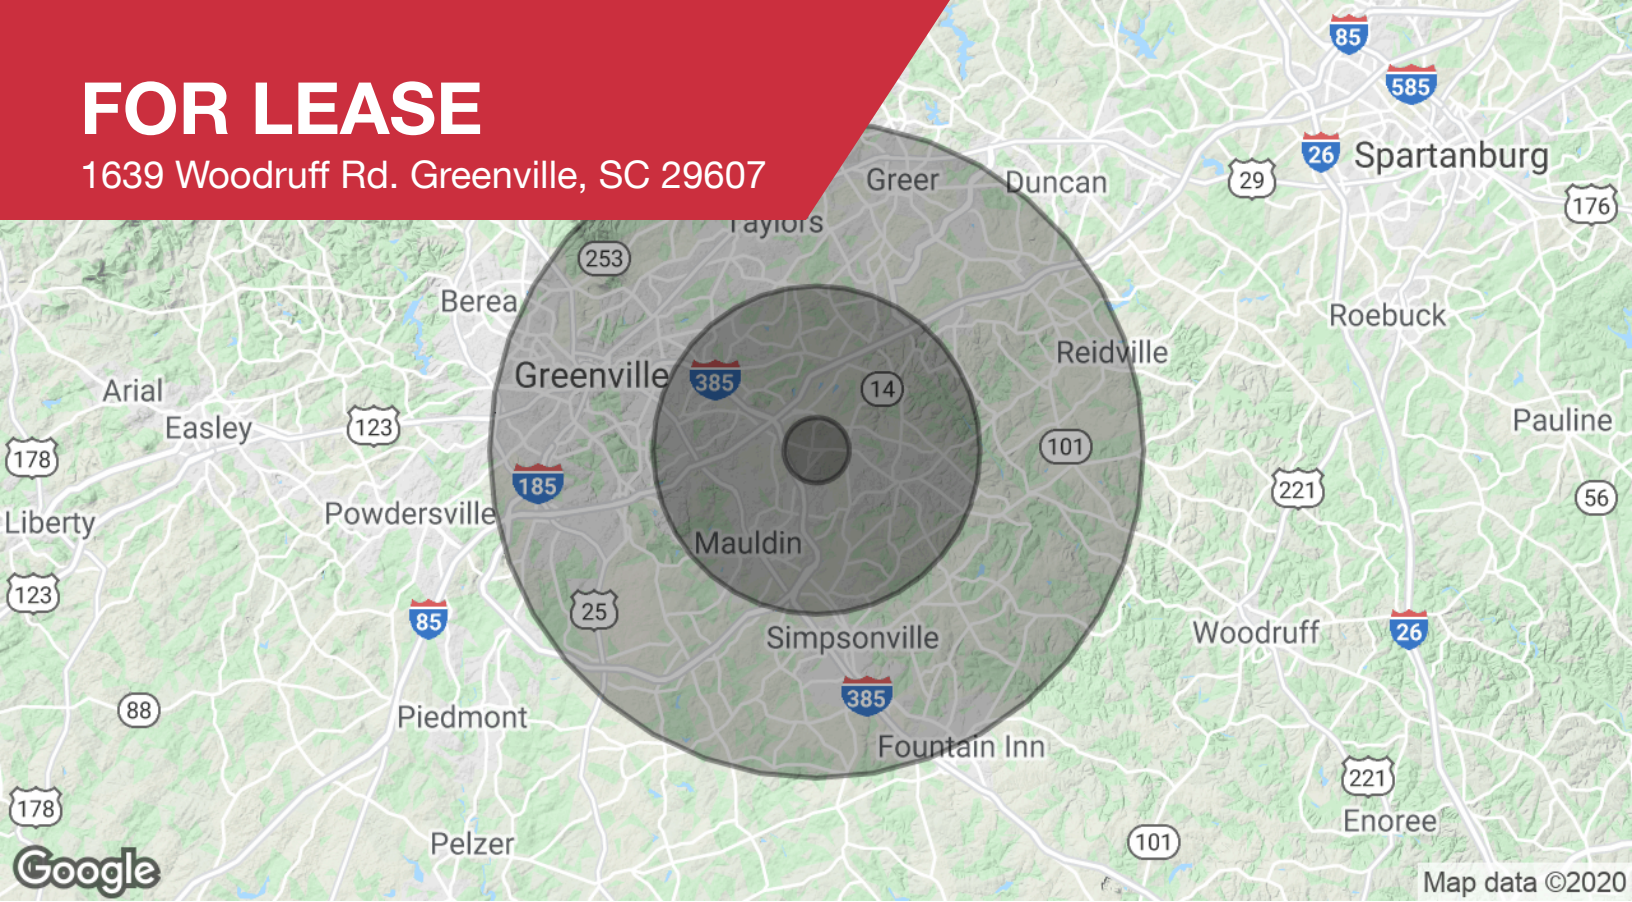 FOR LEASE
1639 Woodruff Rd. Greenville, SC 29607
85
585
26
Spartanburg
29
176
Greer
Duncan
Taylors
253
Berea
Roebuck
Reidville
Greenville
385
14
Arial
Easley
123
178
101
Pauline
185
221
56
Powdersville
Liberty
Mauldin
123
25
85
Simpsonville
Woodruff
26
88
385
Piedmont
Fountain Inn
221
178
Enoree
Pelzer
101
Google
Map data ©2020